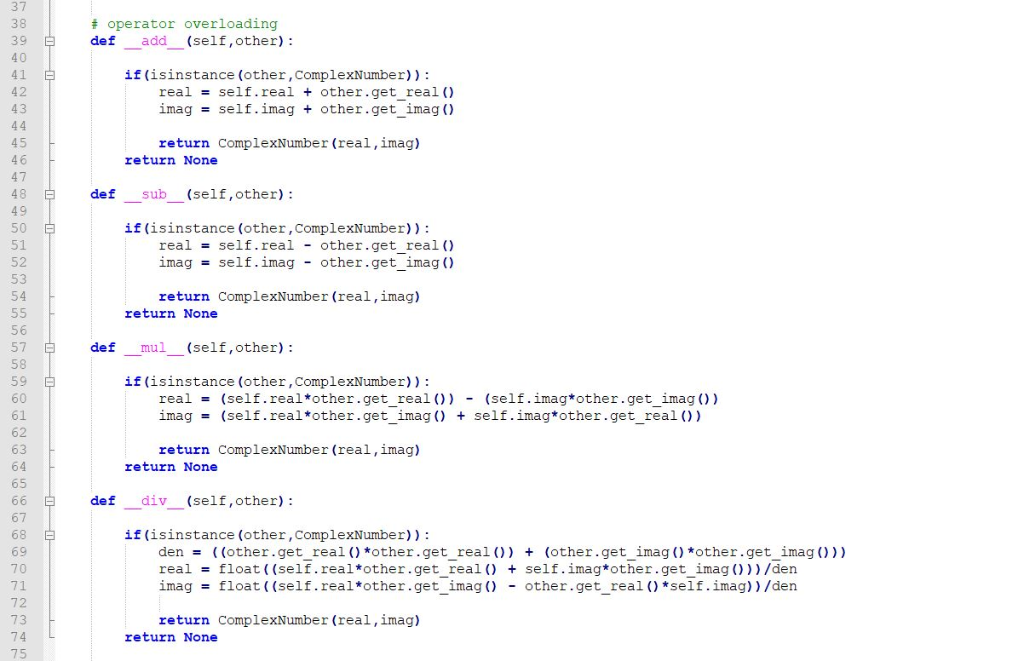 37
38 # operator overloading
39 def __add__(self,other):
40
41 if(isinstance(other,ComplexNumber)):
42 real = self.real + other.get_real()
43 imag = self.imag + other.get_imag()
44
45 return ComplexNumber(real,imag)
46 return None
47
48 def __sub__(self,other):
49
50 if(isinstance(other,ComplexNumber)):
51 real = self.real - other.get_real()
52 imag = self.imag - other.get_imag()
53
54 return ComplexNumber(real,imag)
55 return None
56
57 def __mul__(self,other):
58
59 if(isinstance(other,ComplexNumber)):
60 real = (self.real*other.get_real()) - (self.imag*other.get_imag())
61 imag = (self.real*other.get_imag() + self.imag*other.get_real())
62
63 return ComplexNumber(real,imag)
64 return None
65
66 def __div__(self,other):
67
68 if(isinstance(other,ComplexNumber)):
69 den = ((other.get_real()*other.get_real()) + (other.get_imag()*other.get_imag()))
70 real = float((self.real*other.get_real() + self.imag*other.get_imag()))/den
71 imag = float((self.real*other.get_imag() - other.get_real()*self.imag))/den
72
73 return ComplexNumber(real,imag)
74 return None
75